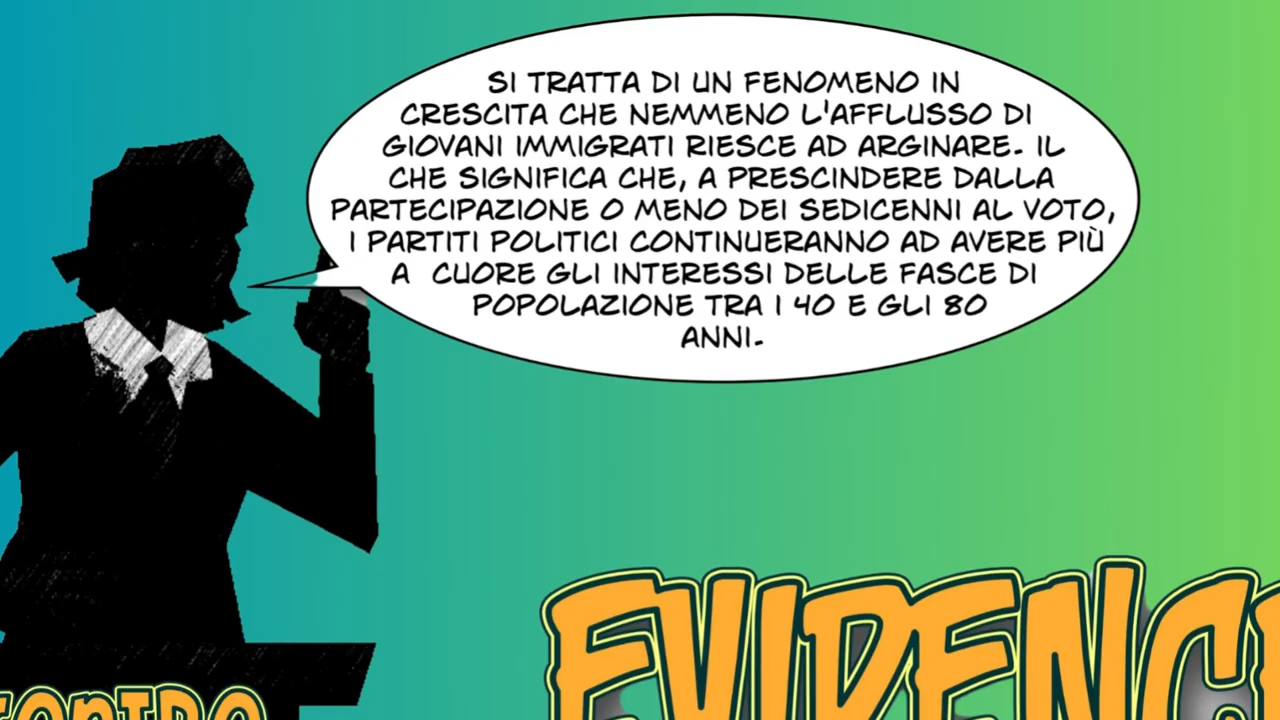 SI TRATTA DI UN FENOMENO IN
CRESCITA CHE NEMMENO L'AFFLUSSO DI
GIOVANI IMMIGRATI RIESCE AD ARGINARE. IL
CHE SIGNIFICA CHE, A PRESCINDERE DALLA
PARTECIPAZIONE O MENO DEI SEDICENNI AL VOTO,
I PARTITI POLITICI CONTINUERANNO AD AVERE PIÙ
A CUORE GLI INTERESSI DELLE FASCE DI
POPOLAZIONE TRA I 40 E GLI 80
ANNI.
EVIDENC
CONTRO